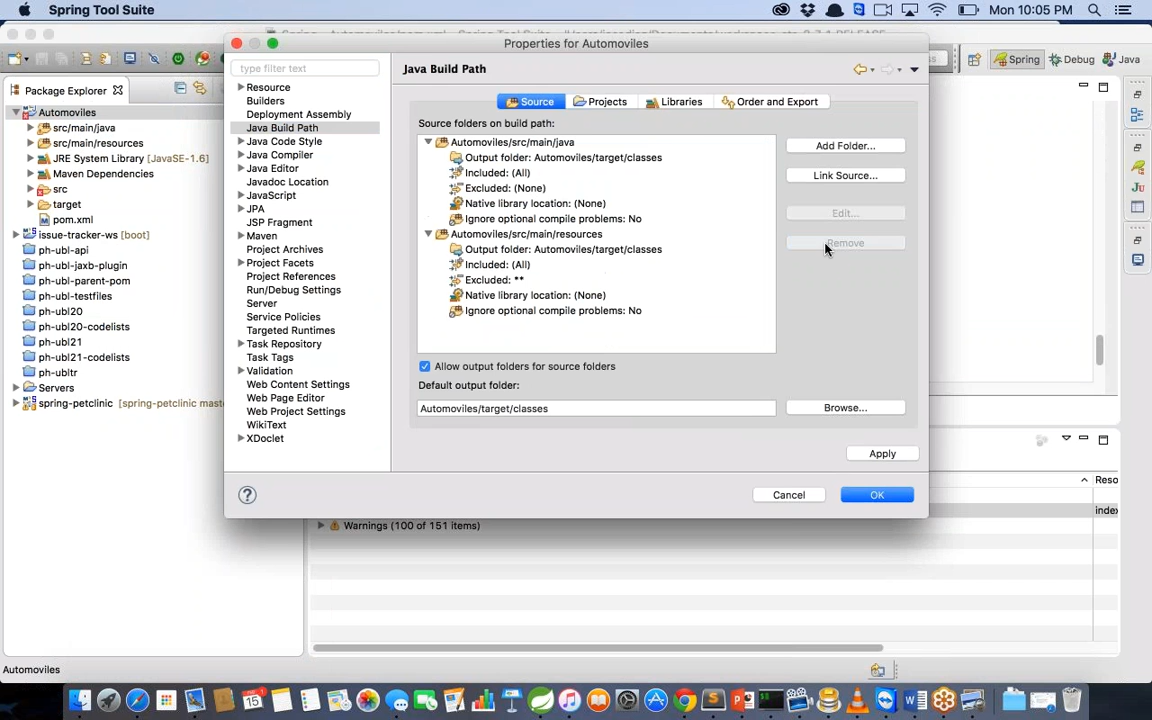 Spring Tool Suite
Mon 10:05 PM
Properties for Automoviles
type filter text
Java Build Path
Spring
Debug
Java
Package Explorer
Automoviles
src/main/java
src/main/resources
JRE System Library [JavaSE-1.6]
Maven Dependencies
src
target
pom.xml
issue-tracker-ws [boot]
ph-ubl-api
ph-ubl-jaxb-plugin
ph-ubl-parent-pom
ph-ubl-testfiles
ph-ubl20
ph-ubl20-codelists
ph-ubl21
ph-ubl21-codelists
ph-ubltr
Servers
spring-petclinic [spring-petclinic mast
Resource
Builders
Deployment Assembly
Java Build Path
Java Code Style
Java Compiler
Java Editor
Javadoc Location
JavaScript
JPA
JSP Fragment
Maven
Project Archives
Project Facets
Project References
Run/Debug Settings
Server
Service Policies
Targeted Runtimes
Task Repository
Task Tags
Validation
Web Content Settings
Web Page Editor
Web Project Settings
WikiText
XDoclet
Source
Projects
Libraries
Order and Export
Source folders on build path:
Automoviles/src/main/java
Output folder: Automoviles/target/classes
Included: (All)
Excluded: (None)
Native library location: (None)
Ignore optional compile problems: No
Automoviles/src/main/resources
Output folder: Automoviles/target/classes
Included: (All)
Excluded: **
Native library location: (None)
Ignore optional compile problems: No
Add Folder...
Link Source...
Edit...
Remove
Allow output folders for source folders
Default output folder:
Automoviles/target/classes
Browse...
Apply
Cancel
OK
Ju
Reso
index
Warnings (100 of 151 items)
Automoviles
15